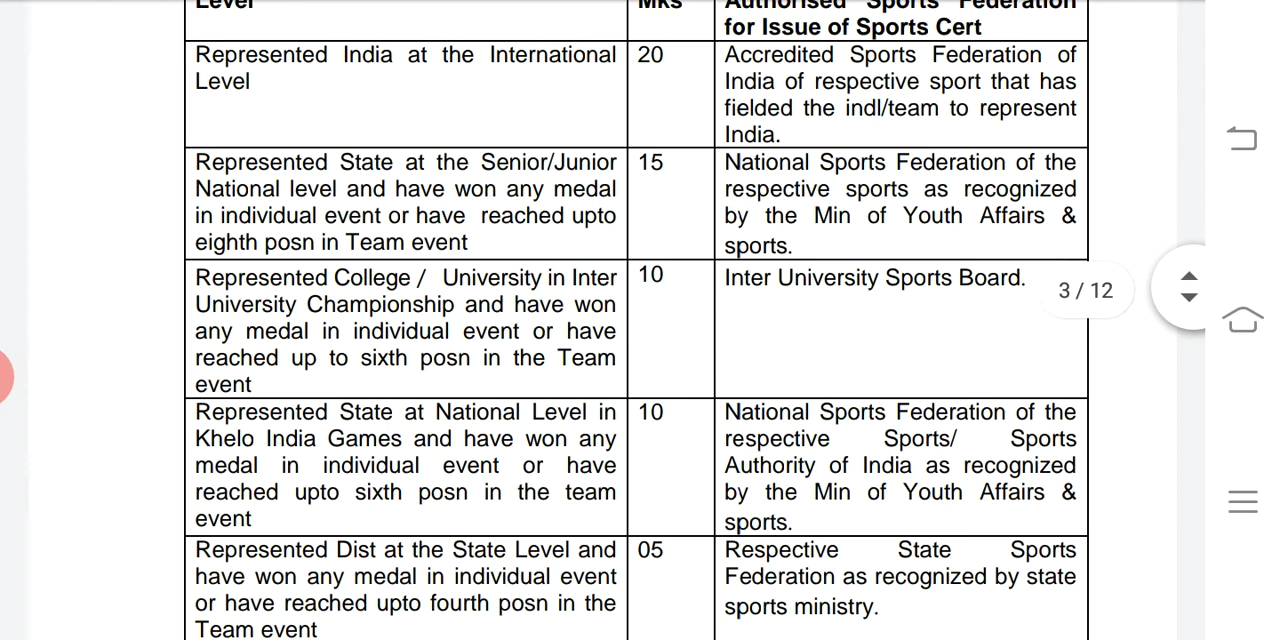 Level
Mks
Authorised Sports Federation
for Issue of Sports Cert
Represented India at the International
Level
20
Accredited Sports Federation of
India of respective sport that has
fielded the indl/team to represent
India.
Represented State at the Senior/Junior
National level and have won any medal
in individual event or have reached upto
eighth posn in Team event
15
National Sports Federation of the
respective sports as recognized
by the Min of Youth Affairs &
sports.
Represented College / University in Inter
University Championship and have won
any medal in individual event or have
reached up to sixth posn in the Team
event
10
Inter University Sports Board.
3 / 12
Represented State at National Level in
Khelo India Games and have won any
medal in individual event or have
reached upto sixth posn in the team
event
10
National Sports Federation of the
respective Sports/ Sports
Authority of India as recognized
by the Min of Youth Affairs &
sports.
Represented Dist at the State Level and
have won any medal in individual event
or have reached upto fourth posn in the
Team event
05
Respective State Sports
Federation as recognized by state
sports ministry.